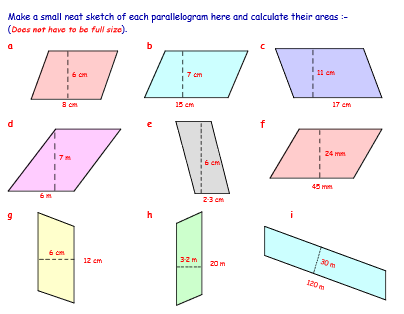 Make a small neat sketch of each parallelogram here and calculate their areas :-
(Does not have to be full size).
a
b
c
6 cm
7 cm
11 cm
8 cm
15 cm
17 cm
d
e
f
7 m
6 cm
24 mm
6 m
2·3 cm
45 mm
g
h
i
6 cm
12 cm
3·2 m
20 m
30 m
120 m